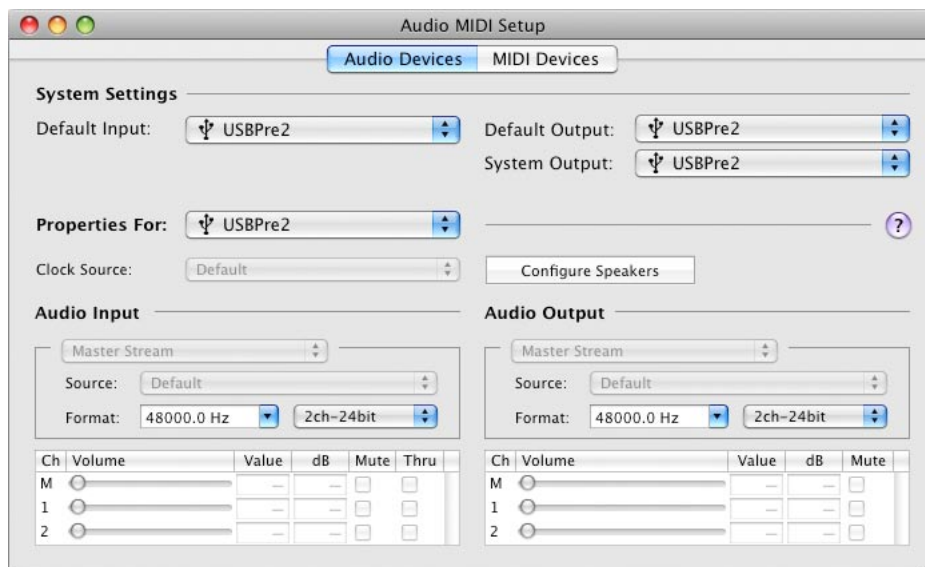 Audio MIDI Setup
Audio Devices MIDI Devices
System Settings
Default Input: USBPre2
Default Output: USBPre2
System Output: USBPre2
Properties For: USBPre2 ?
Clock Source: Default
Configure Speakers
Audio Input
Master Stream
Source: Default
Format: 48000.0 Hz 2ch-24bit
Ch Volume Value dB Mute Thru
M
1
2
Audio Output
Master Stream
Source: Default
Format: 48000.0 Hz 2ch-24bit
Ch Volume Value dB Mute
M
1
2